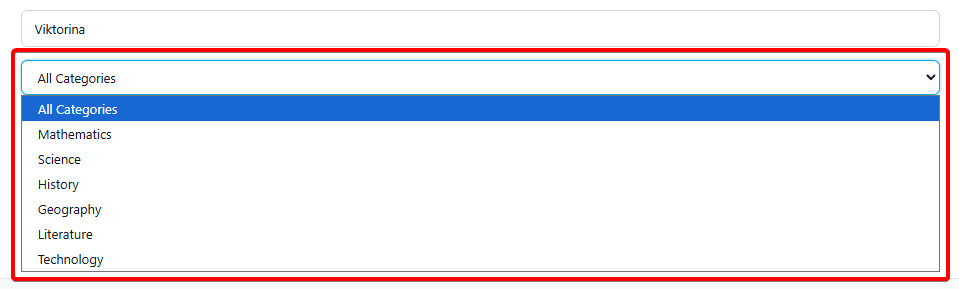 Viktorina
All Categories
All Categories
Mathematics
Science
History
Geography
Literature
Technology